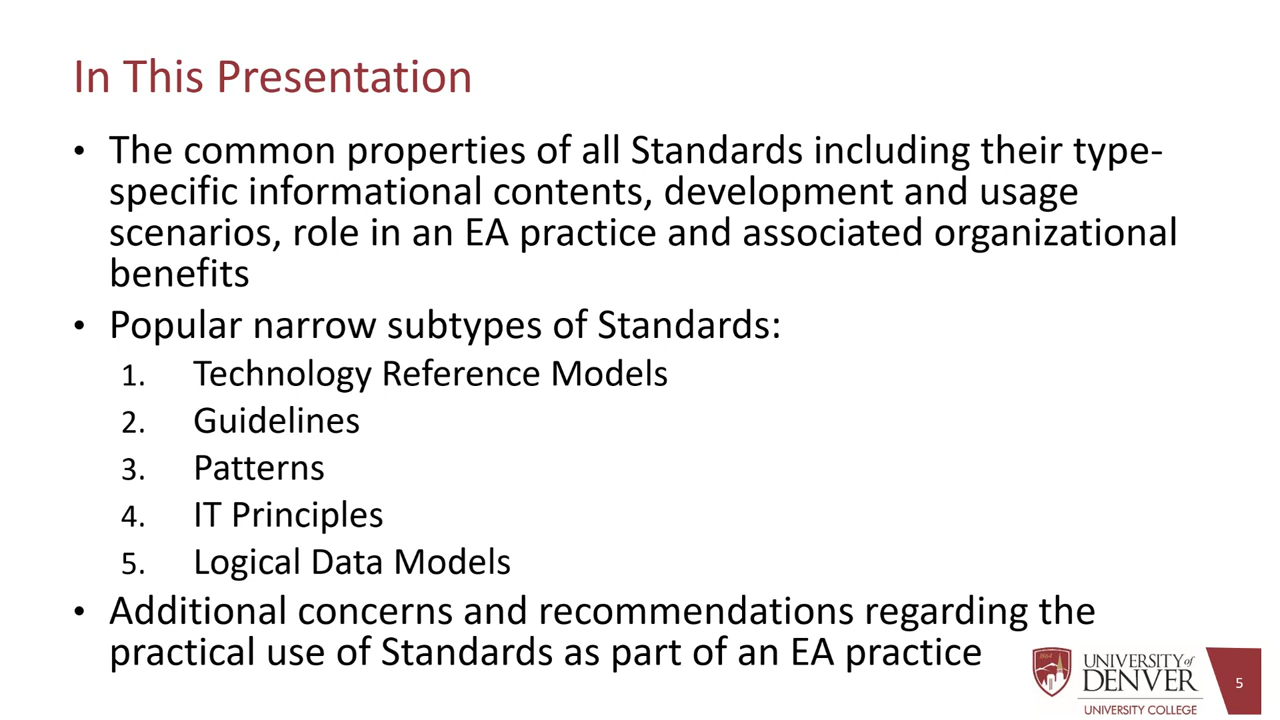 In This Presentation
• The common properties of all Standards including their type-
specific informational contents, development and usage
scenarios, role in an EA practice and associated organizational
benefits
• Popular narrow subtypes of Standards:
1. Technology Reference Models
2. Guidelines
3. Patterns
4. IT Principles
5. Logical Data Models
• Additional concerns and recommendations regarding the
practical use of Standards as part of an EA practice
UNIVERSITY of
DENVER
UNIVERSITY COLLEGE
5